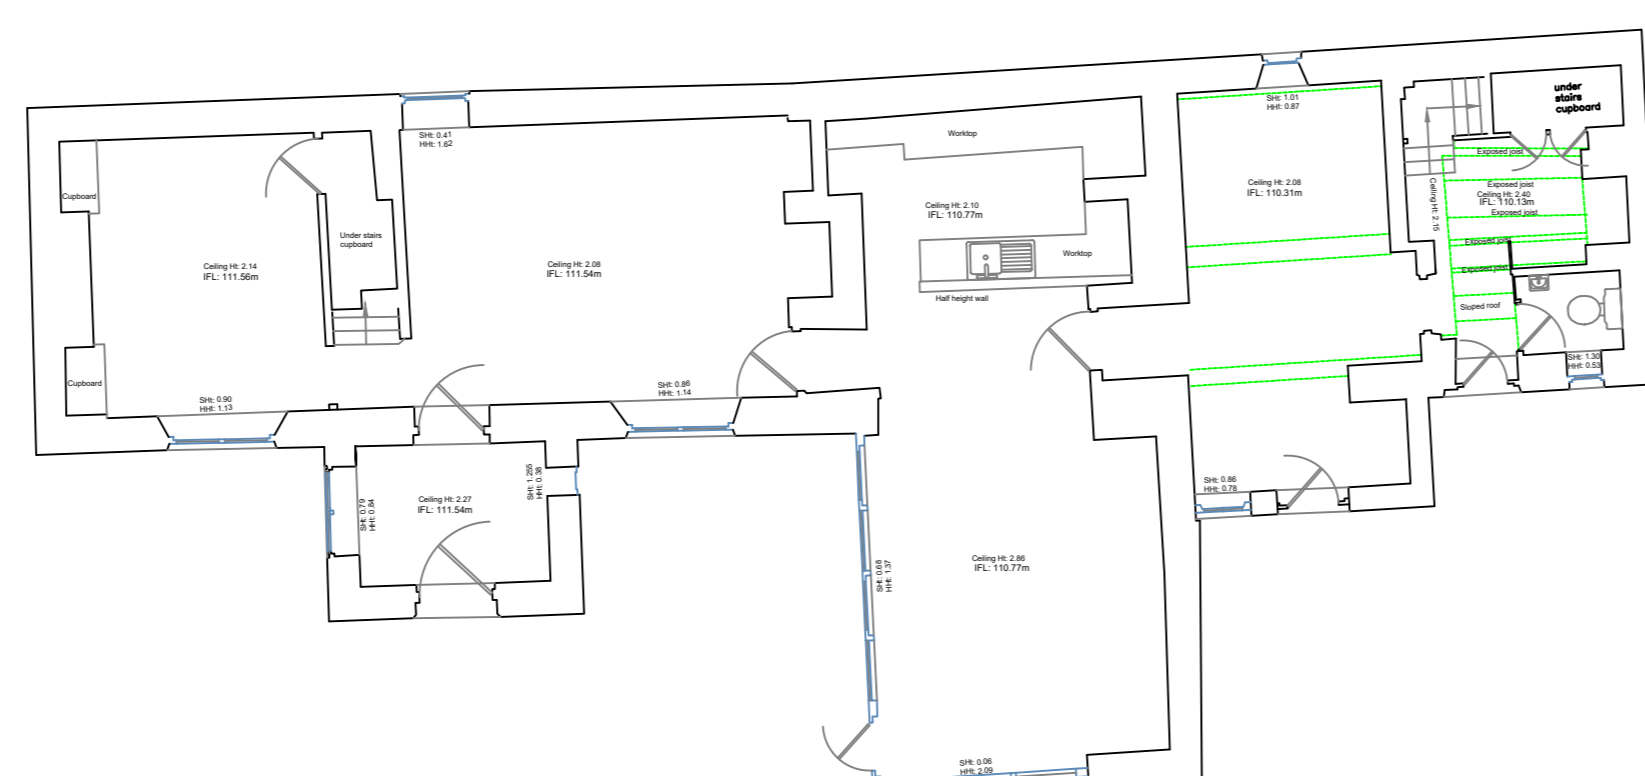 SHt: 0.41
HHt: 1.62
Worktop
SHt: 1.01
HHt: 0.87
under
stairs
cupboard
Exposed joist
Exposed joist
Ceiling Ht: 2.40
IFL: 110.13m
Exposed joist
Ceiling Ht: 2.15
Exposed joist
Exposed joist
Sloped roof
Cupboard
Under stairs
cupboard
Ceiling Ht: 2.14
IFL: 111.56m
Ceiling Ht: 2.08
IFL: 111.54m
Ceiling Ht: 2.10
IFL: 110.77m
Worktop
Half height wall
Ceiling Ht: 2.08
IFL: 110.31m
SHt: 1.30
HHt: 0.53
Cupboard
SHt: 0.90
HHt: 1.13
SHt: 0.86
HHt: 1.14
SHt: 0.79
HHt: 0.84
Ceiling Ht: 2.27
IFL: 111.54m
SHt: 1.255
HHt: 0.38
SHt: 0.86
HHt: 0.78
SHt: 0.68
HHt: 1.37
Ceiling Ht: 2.86
IFL: 110.77m
SHt: 0.06
HHt: 2.09